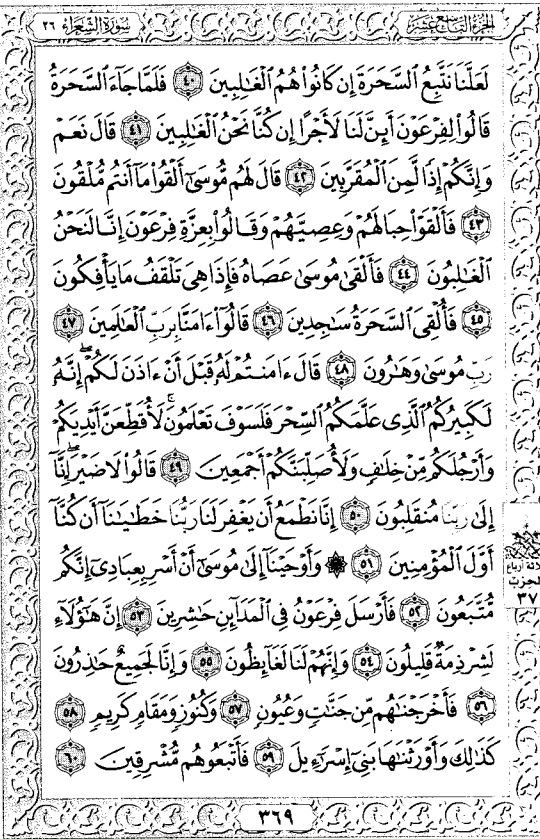 الجزء التاسع عشر
سورة الشعراء ٢٦
لَعَلَّنَا نَتَّبِعُ ٱلسَّحَرَةَ إِن كَانُوا۟ هُمُ ٱلْغَـٰلِبِينَ ٤٠ فَلَمَّا جَآءَ ٱلسَّحَرَةُ
قَالُوا۟ لِفِرْعَوْنَ أَئِنَّ لَنَا لَأَجْرًا إِن كُنَّا نَحْنُ ٱلْغَـٰلِبِينَ ٤١ قَالَ نَعَمْ
وَإِنَّكُمْ إِذًا لَّمِنَ ٱلْمُقَرَّبِينَ ٤٢ قَالَ لَهُم مُّوسَىٰٓ أَلْقُوا۟ مَآ أَنتُم مُّلْقُونَ
٤٣ فَأَلْقَوْا۟ حِبَالَهُمْ وَعِصِيَّهُمْ وَقَالُوا۟ بِعِزَّةِ فِرْعَوْنَ إِنَّا لَنَحْنُ
ٱلْغَـٰلِبُونَ ٤٤ فَأَلْقَىٰ مُوسَىٰ عَصَاهُ فَإِذَا هِىَ تَلْقَفُ مَا يَأْفِكُونَ
٤٥ فَأُلْقِىَ ٱلسَّحَرَةُ سَـٰجِدِينَ ٤٦ قَالُوٓا۟ ءَامَنَّا بِرَبِّ ٱلْعَـٰلَمِينَ ٤٧
رَبِّ مُوسَىٰ وَهَـٰرُونَ ٤٨ قَالَ ءَامَنتُمْ لَهُۥ قَبْلَ أَنْ ءَاذَنَ لَكُمْ ۖ إِنَّهُۥ
لَكَبِيرُكُمُ ٱلَّذِى عَلَّمَكُمُ ٱلسِّحْرَ فَلَسَوْفَ تَعْلَمُونَ ۚ لَأُقَطِّعَنَّ أَيْدِيَكُمْ
وَأَرْجُلَكُم مِّنْ خِلَـٰفٍ وَلَأُصَلِّبَنَّكُمْ أَجْمَعِينَ ٤٩ قَالُوا۟ لَا ضَيْرَ ۖ إِنَّآ
إِلَىٰ رَبِّنَا مُنقَلِبُونَ ٥٠ إِنَّا نَطْمَعُ أَن يَغْفِرَ لَنَا رَبُّنَا خَطَـٰيَـٰنَآ أَن كُنَّآ
أَوَّلَ ٱلْمُؤْمِنِينَ ٥١ ۞ وَأَوْحَيْنَآ إِلَىٰ مُوسَىٰٓ أَنْ أَسْرِ بِعِبَادِىٓ إِنَّكُم
مُّتَّبَعُونَ ٥٢ فَأَرْسَلَ فِرْعَوْنُ فِى ٱلْمَدَآئِنِ حَـٰشِرِينَ ٥٣ إِنَّ هَـٰٓؤُلَآءِ
لَشِرْذِمَةٌ قَلِيلُونَ ٥٤ وَإِنَّهُمْ لَنَا لَغَآئِظُونَ ٥٥ وَإِنَّا لَجَمِيعٌ حَـٰذِرُونَ
٥٦ فَأَخْرَجْنَـٰهُم مِّن جَنَّـٰتٍ وَعُيُونٍ ٥٧ وَكُنُوزٍ وَمَقَامٍ كَرِيمٍ ٥٨
كَذَٰلِكَ وَأَوْرَثْنَـٰهَا بَنِىٓ إِسْرَٰٓءِيلَ ٥٩ فَأَتْبَعُوهُم مُّشْرِقِينَ ٦٠
ثلاثة أرباع
الحزب
٣٧
٣٦٩